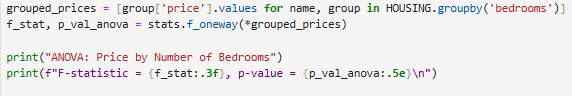 grouped_prices = [group['price'].values for name, group in HOUSING.groupby('bedrooms')]
f_stat, p_val_anova = stats.f_oneway(*grouped_prices)
print("ANOVA: Price by Number of Bedrooms")
print(f"F-statistic = {f_stat:.3f}, p-value = {p_val_anova:.5e}\n")